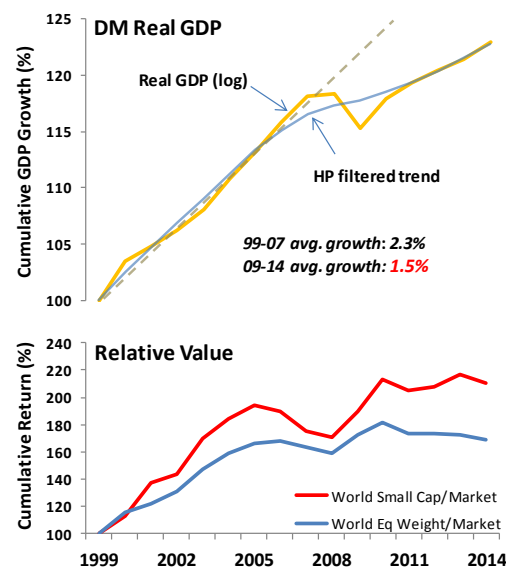 DM Real GDP
Cumulative GDP Growth (%)
125
120
115
110
105
100
Real GDP (log)
HP filtered trend
99-07 avg. growth: 2.3%
09-14 avg. growth: 1.5%
Relative Value
Cumulative Return (%)
240
220
200
180
160
140
120
100
World Small Cap/Market
World Eq Weight/Market
1999 2002 2005 2008 2011 2014